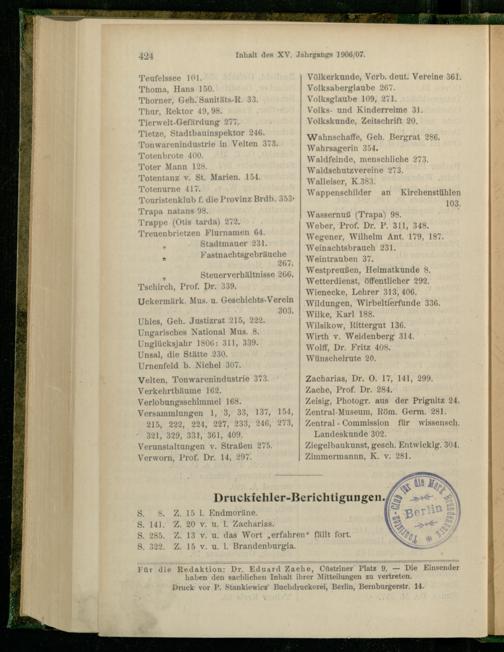 424
Inhalt des XV. Jahrgangs 1906/07.
Teufelssee 101.
Thoma, Hans 150.
Thorner, Geh. Sanitäts-R. 33.
Thur, Rektor 49, 98.
Tierwelt-Gefärdung 277.
Tietze, Stadtbauinspektor 246.
Tonwarenindustrie in Velten 373.
Totenbrote 400.
Toter Mann 128.
Totentanz v. St. Marien. 154.
Totenurne 417.
Touristenklub f. die Provinz Brdb. 353.
Trapa natans 98.
Trappe (Otis tarda) 272.
Treuenbrietzen Flurnamen 64.
„ Stadtmauer 231.
„ Fastnachtsgebräuche
267.
„ Steuerverhältnisse 266.
Tschirch, Prof. Dr. 339.
Uckermärk. Mus. u. Geschichts-Verein
303.
Uhles, Geh. Justizrat 215, 222.
Ungarisches National Mus. 8.
Unglücksjahr 1806: 311, 339.
Unsal, die Stätte 230.
Urnenfeld b. Nichel 307.
Velten, Tonwarenindustrie 373.
Verkehrtbäume 162.
Verlobungsschimmel 168.
Versammlungen 1, 3, 33, 137, 154,
215, 222, 224, 227, 233, 246, 273,
321, 329, 331, 361, 409.
Verunstaltungen v. Straßen 275.
Verworn, Prof. Dr. 14, 297.
Völkerkunde, Verb. deut. Vereine 361.
Volksaberglaube 267.
Volksglaube 109, 271.
Volks- und Kinderreime 31.
Volkskunde, Zeitschrift 20.
Wahnschaffe, Geh. Bergrat 286.
Wahrsagerin 354.
Waldfeinde, menschliche 273.
Waldschutzvereine 273.
Walleiser, K. 383.
Wappenschilder an Kirchenstühlen
103.
Wassernuß (Trapa) 98.
Weber, Prof. Dr. P. 311, 348.
Wegener, Wilhelm Ant. 179, 187.
Weinachtsbrauch 231.
Weintrauben 37.
Westpreußen, Heimatkunde 8.
Wetterdienst, öffentlicher 292.
Wienecke, Lehrer 313, 406.
Wildungen, Wirbeltierfunde 336.
Wilke, Karl 188.
Wilsikow, Rittergut 136.
Wirth v. Weidenberg 314.
Wolff, Dr. Fritz 408.
Wünschelrute 20.
Zacharias, Dr. O. 17, 141, 299.
Zache, Prof. Dr. 284.
Zeisig, Photogr. aus der Prignitz 24.
Zentral-Museum, Röm. Germ. 281.
Zentral-Commission für wissensch.
Landeskunde 302.
Ziegelbaukunst, gesch. Entwicklg. 304.
Zimmermannn, K. v. 281.
Druckfehler-Berichtigungen.
S. 8. Z. 15 l. Endmoräne.
S. 141. Z. 20 v. u. l. Zacharias.
S. 285. Z. 13 v. u. das Wort „erfahren“ fällt fort.
S. 322. Z. 15 v. u. l. Brandenburgia.
Touristen-Club für die Mark Brandenburg
Berlin
Für die Redaktion: Dr. Eduard Zache, Cüstriner Platz 9. — Die Einsender
haben den sachlichen Inhalt ihrer Mitteilungen zu vertreten.
Druck vor P. Stankiewicz' Buchdruckerei, Berlin, Bernburgerstr. 14.